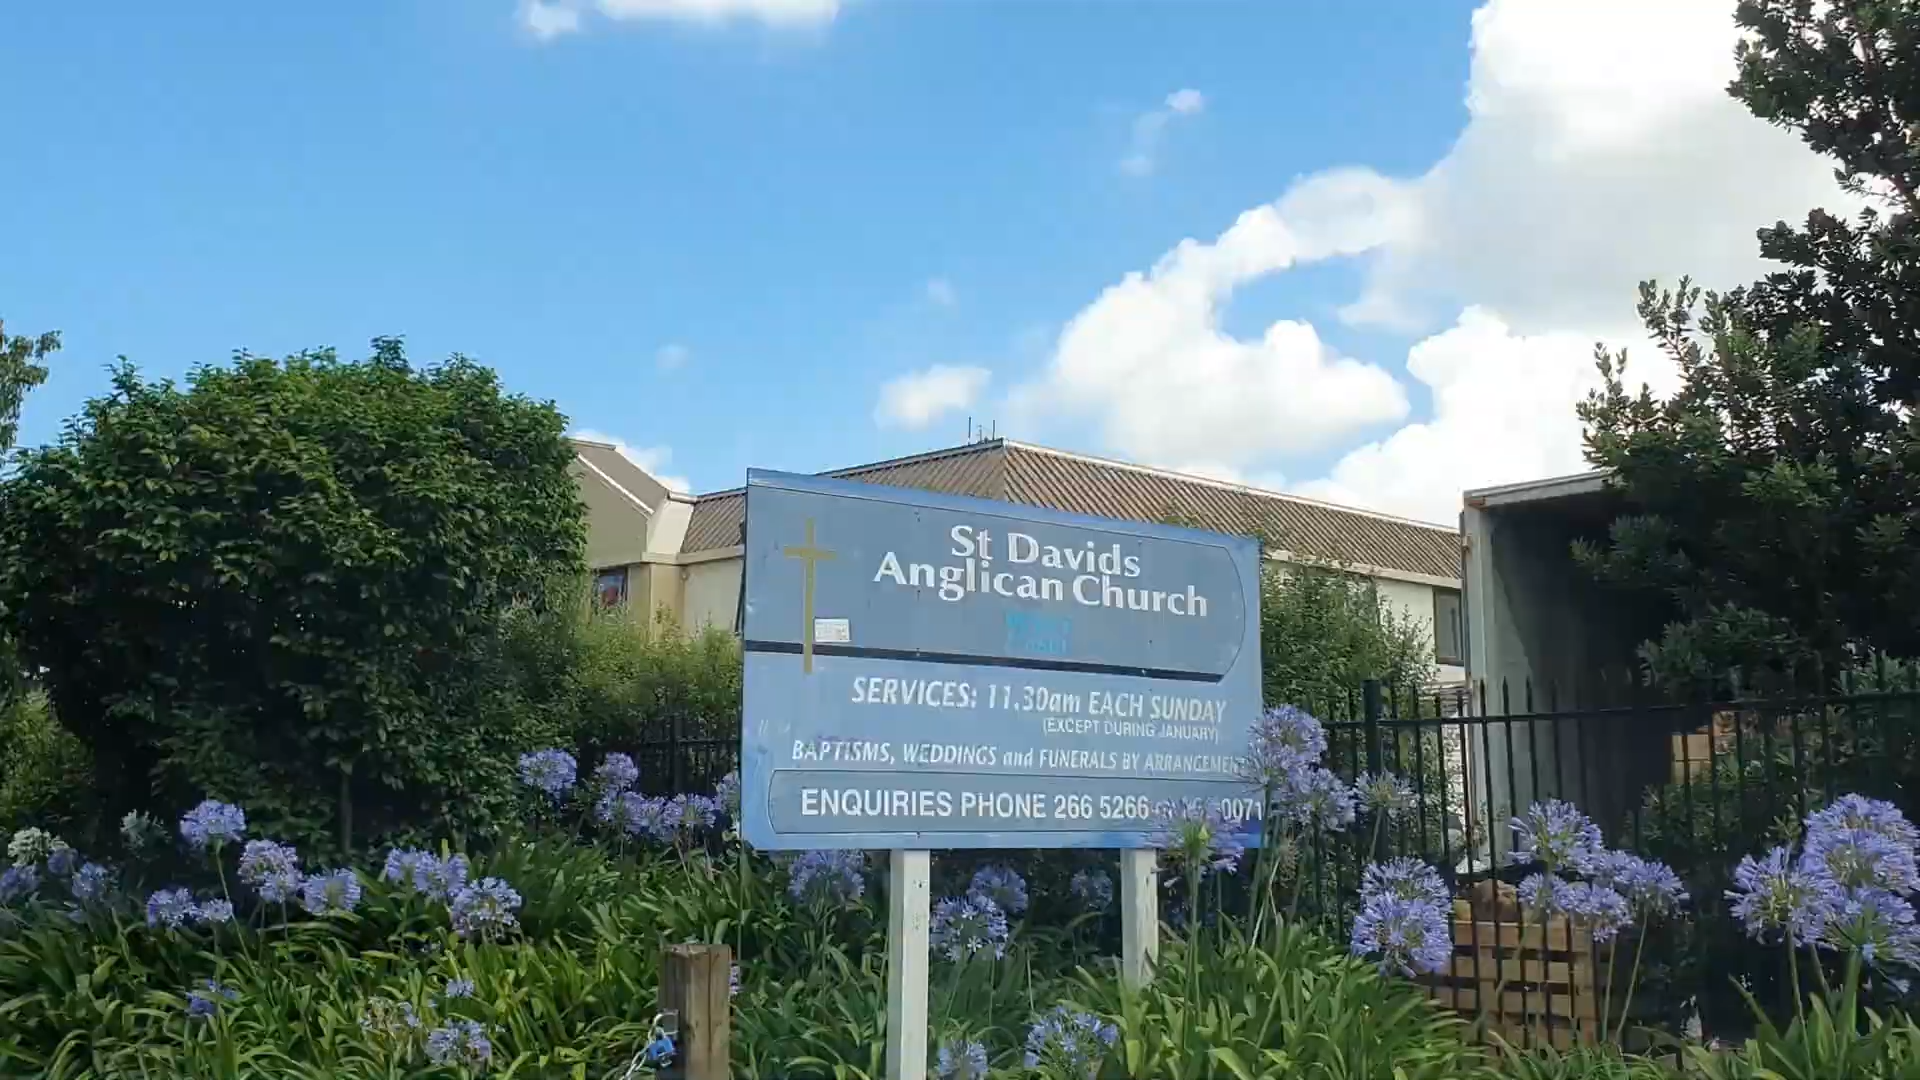 St Davids
Anglican Church
SERVICES: 11.30am EACH SUNDAY
(EXCEPT DURING JANUARY)
BAPTISMS, WEDDINGS and FUNERALS BY ARRANGEMENT
ENQUIRIES PHONE 266 5266